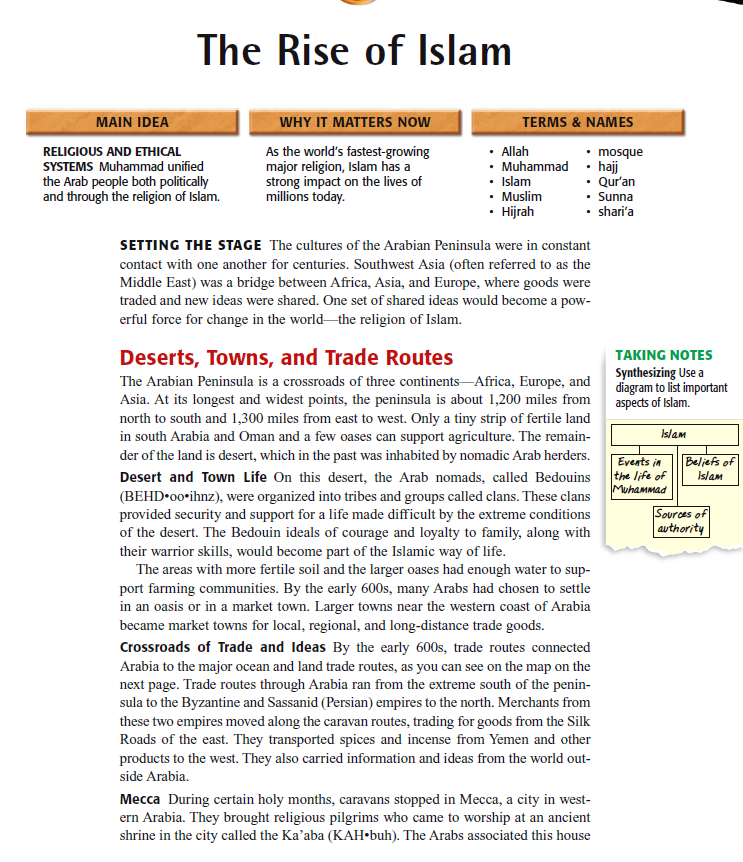 The Rise of Islam
MAIN IDEA
WHY IT MATTERS NOW
TERMS & NAMES
RELIGIOUS AND ETHICAL
SYSTEMS Muhammad unified
the Arab people both politically
and through the religion of Islam.
As the world's fastest-growing
major religion, Islam has a
strong impact on the lives of
millions today.
• Allah
• Muhammad
• Islam
• Muslim
• Hijrah
• mosque
• hajj
• Qur'an
• Sunna
• shari'a
SETTING THE STAGE The cultures of the Arabian Peninsula were in constant
contact with one another for centuries. Southwest Asia (often referred to as the
Middle East) was a bridge between Africa, Asia, and Europe, where goods were
traded and new ideas were shared. One set of shared ideas would become a pow-
erful force for change in the world—the religion of Islam.
Deserts, Towns, and Trade Routes
The Arabian Peninsula is a crossroads of three continents—Africa, Europe, and
Asia. At its longest and widest points, the peninsula is about 1,200 miles from
north to south and 1,300 miles from east to west. Only a tiny strip of fertile land
in south Arabia and Oman and a few oases can support agriculture. The remain-
der of the land is desert, which in the past was inhabited by nomadic Arab herders.
Desert and Town Life On this desert, the Arab nomads, called Bedouins
(BEHD•oo•ihnz), were organized into tribes and groups called clans. These clans
provided security and support for a life made difficult by the extreme conditions
of the desert. The Bedouin ideals of courage and loyalty to family, along with
their warrior skills, would become part of the Islamic way of life.
The areas with more fertile soil and the larger oases had enough water to sup-
port farming communities. By the early 600s, many Arabs had chosen to settle
in an oasis or in a market town. Larger towns near the western coast of Arabia
became market towns for local, regional, and long-distance trade goods.
Crossroads of Trade and Ideas By the early 600s, trade routes connected
Arabia to the major ocean and land trade routes, as you can see on the map on the
next page. Trade routes through Arabia ran from the extreme south of the penin-
sula to the Byzantine and Sassanid (Persian) empires to the north. Merchants from
these two empires moved along the caravan routes, trading for goods from the Silk
Roads of the east. They transported spices and incense from Yemen and other
products to the west. They also carried information and ideas from the world out-
side Arabia.
Mecca During certain holy months, caravans stopped in Mecca, a city in west-
ern Arabia. They brought religious pilgrims who came to worship at an ancient
shrine in the city called the Ka'aba (KAH•buh). The Arabs associated this house
TAKING NOTES
Synthesizing Use a
diagram to list important
aspects of Islam.
Islam
Events in
the life of
Muhammad
Beliefs of
Islam
Sources of
authority